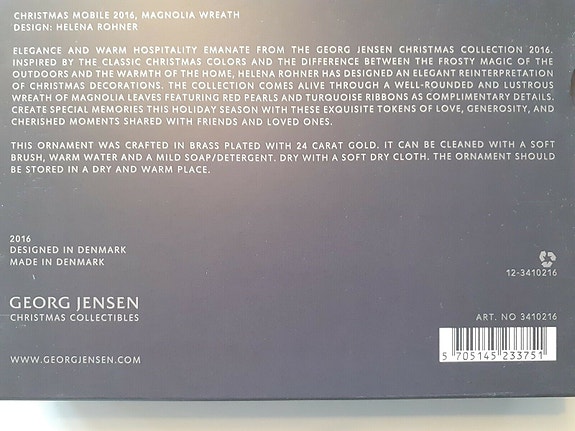 CHRISTMAS MOBILE 2016, MAGNOLIA WREATH
DESIGN: HELENA ROHNER
ELEGANCE AND WARM HOSPITALITY EMANATE FROM THE GEORG JENSEN CHRISTMAS COLLECTION 2016.
INSPIRED BY THE CLASSIC CHRISTMAS COLORS AND THE DIFFERENCE BETWEEN THE FROSTY MAGIC OF THE
OUTDOORS AND THE WARMTH OF THE HOME, HELENA ROHNER HAS DESIGNED AN ELEGANT REINTERPRETATION
OF CHRISTMAS DECORATIONS. THE COLLECTION COMES ALIVE THROUGH A WELL-ROUNDED AND LUSTROUS
WREATH OF MAGNOLIA LEAVES FEATURING RED PEARLS AND TURQUOISE RIBBONS AS COMPLIMENTARY DETAILS.
CREATE SPECIAL MEMORIES THIS HOLIDAY SEASON WITH THESE EXQUISITE TOKENS OF LOVE, GENEROSITY, AND
CHERISHED MOMENTS SHARED WITH FRIENDS AND LOVED ONES.
THIS ORNAMENT WAS CRAFTED IN BRASS PLATED WITH 24 CARAT GOLD. IT CAN BE CLEANED WITH A SOFT
BRUSH, WARM WATER AND A MILD SOAP/DETERGENT. DRY WITH A SOFT DRY CLOTH. THE ORNAMENT SHOULD
BE STORED IN A DRY AND WARM PLACE.
2016
DESIGNED IN DENMARK
MADE IN DENMARK
12-3410216
GEORG JENSEN
CHRISTMAS COLLECTIBLES
ART. NO 3410216
WWW.GEORGJENSEN.COM
5 705145 233751